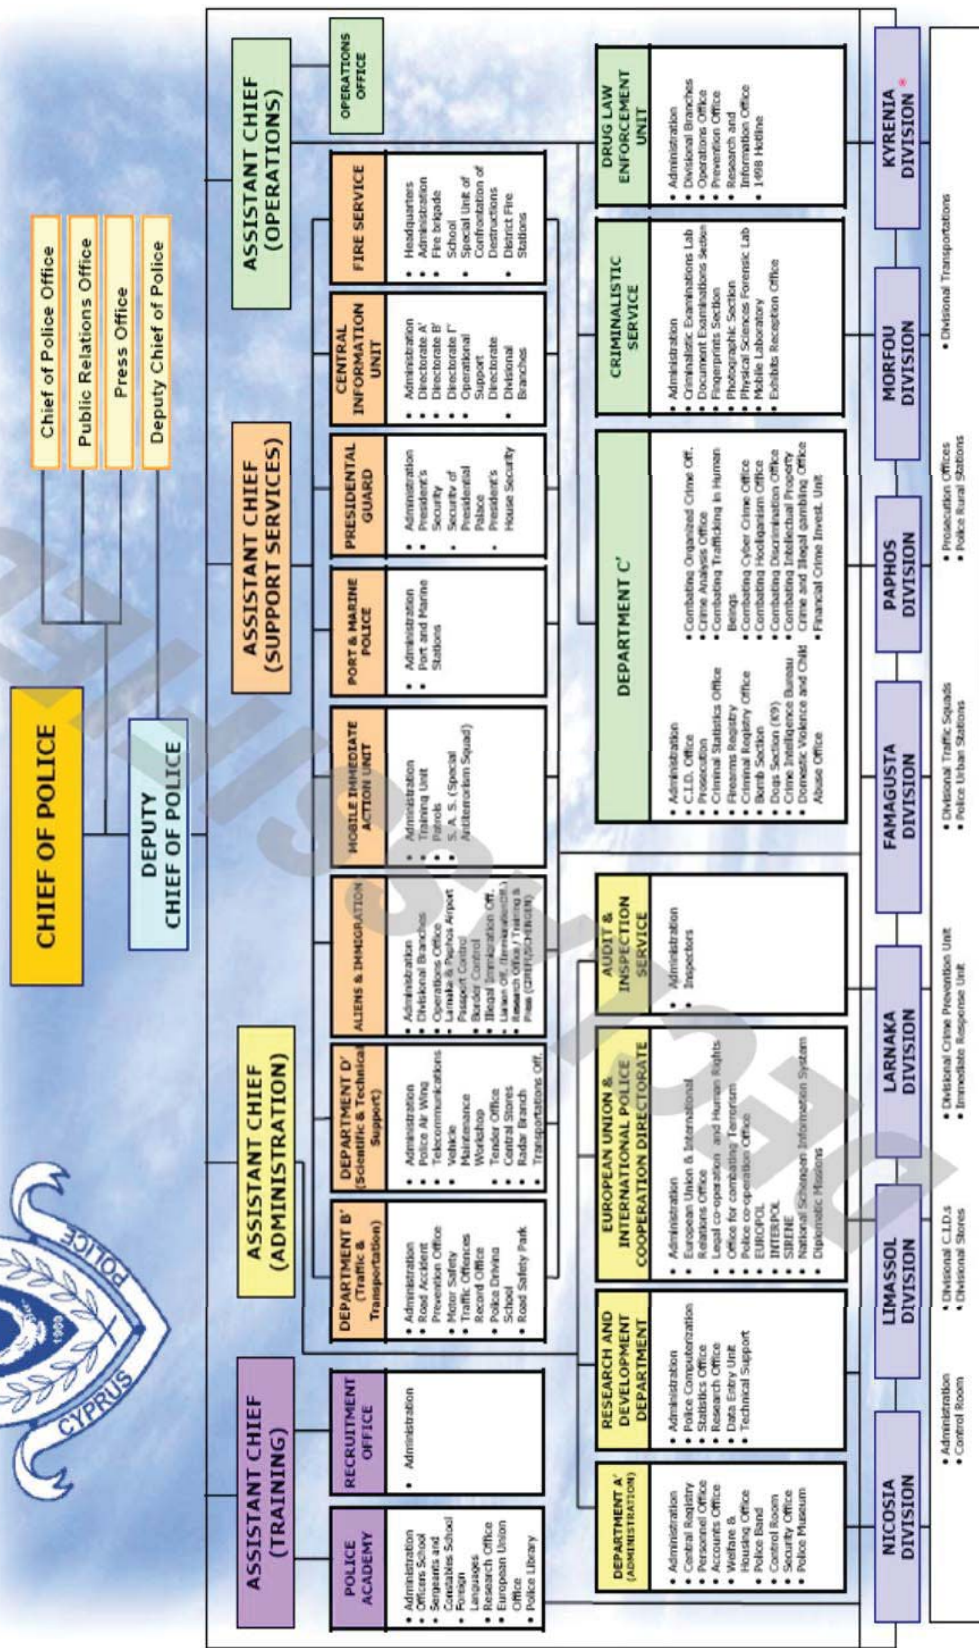 CYPRUS
POLICE
1960
CHIEF OF POLICE
Chief of Police Office
Public Relations Office
Press Office
Deputy Chief of Police
DEPUTY
CHIEF OF POLICE
ASSISTANT CHIEF
(TRAINING)
ASSISTANT CHIEF
(ADMINISTRATION)
ASSISTANT CHIEF
(SUPPORT SERVICES)
ASSISTANT CHIEF
(OPERATIONS)
OPERATIONS
OFFICE
POLICE
ACADEMY
• Administration
• Officers School
• Sergeants and
Constables School
• Foreign
Languages
• Research Office
• European Union
Office
• Police Library
RECRUITMENT
OFFICE
• Administration
DEPARTMENT B'
(Traffic &
Transportation)
• Administration
• Road Accident
Prevention Office
• Motor Safety
• Traffic Offences
Record Office
• Police Driving
School
• Road Safety Park
DEPARTMENT D'
(Scientific & Technical
Support)
• Administration
• Police Air Wing
• Telecommunications
• Vehicle
Maintenance
Workshop
• Tender Office
• Central Stores
• Radar Branch
• Transportations Off.
ALIENS & IMMIGRATION
• Administration
• Divisional Branches
• Operations Office
• Larnaka & Paphos Airport
Passport Control
• Border Control
• Illegal Immigration Off.
• Liaison Off. (Immigration Off.)
• Research Office / Training &
MOBILE IMMEDIATE
ACTION UNIT
• Administration
• Training Unit
• Patrols
• S. A. S. (Special
Antiterrorism Squad)
PORT & MARINE
POLICE
• Administration
• Port and Marine
Stations
PRESIDENTAL
GUARD
• Administration
• President's
Security
• Security of
Presidential
Palace
• President's
House Security
CENTRAL
INFORMATION
UNIT
• Administration
• Directorate A'
• Directorate B'
• Directorate Γ'
• Operational
Support
Directorate
• Divisional
Branches
FIRE SERVICE
• Headquarters
• Administration
• Fire brigade
School
• Special Unit of
Confrontation of
Destructions
• District Fire
Stations
DEPARTMENT A'
(ADMINISTRATION)
• Administration
• Central Registry
• Personnel Office
• Accounts Office
• Welfare &
Housing Office
• Police Band
• Control Room
• Security Office
• Police Museum
RESEARCH AND
DEVELOPMENT
DEPARTMENT
• Administration
• Police Computerization
• Statistics Office
• Research Office
• Data Entry Unit
• Technical Support
EUROPEAN UNION &
INTERNATIONAL POLICE
COOPERATION DIRECTORATE
• Administration
• European Union & International
Relations Office
• Legal co-operation and Human Rights
• Office for combating Terrorism
• Police co-operation Office
• EUROPOL
• INTERPOL
• SIRENE
• National Schengen Information System
• Diplomatic Missions
AUDIT &
INSPECTION
SERVICE
• Administration
• Inspectors
DEPARTMENT C'
• Administration
• C.I.D. Office
• Prosecution
• Criminal Statistics Office
• Firearms Registry
• Criminal Registry Office
• Bomb Section
• Dogs Section (K9)
• Crime Intelligence Bureau
• Domestic Violence and Child
Abuse Office
• Combating Organized Crime Off.
• Crime Analysis Office
• Combating Trafficking in Human
Beings
• Combating Cyber Crime Office
• Combating Hooliganism Office
• Combating Discrimination Office
• Combating Intellectual Property
Crime and Illegal gambling Office
• Financial Crime Invest. Unit
CRIMINALISTIC
SERVICE
• Administration
• Criminalistic Examinations Lab
• Document Examinations Section
• Fingerprints Section
• Photographic Section
• Physical Sciences Forensic Lab
• Mobile Laboratory
• Exhibits Reception Office
DRUG LAW
ENFORCEMENT
UNIT
• Administration
• Divisional Branches
• Operations Office
• Prevention Office
• Research and
Information Office
• 1498 Hotline
NICOSIA
DIVISION
LIMASSOL
DIVISION
LARNAKA
DIVISION
FAMAGUSTA
DIVISION
PAPHOS
DIVISION
MORFOU
DIVISION
KYRENIA
DIVISION *
• Administration
• Control Room
• Divisional C.I.D.s
• Divisional Stores
• Divisional Crime Prevention Unit
• Immediate Response Unit
• Divisional Traffic Squads
• Police Urban Stations
• Prosecution Offices
• Police Rural Stations
• Divisional Transportations